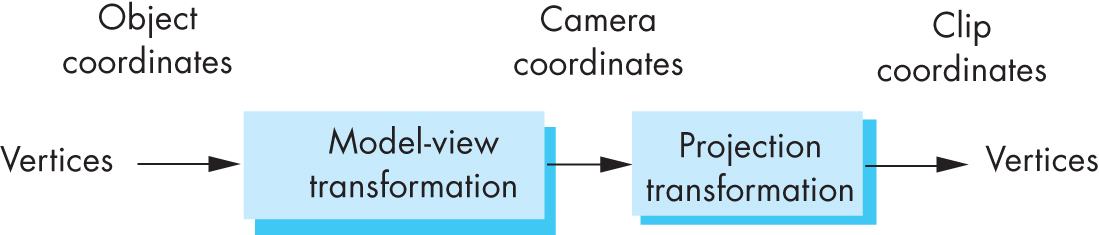 Object
coordinates
Camera
coordinates
Clip
coordinates
Vertices
Model-view
transformation
Projection
transformation
Vertices